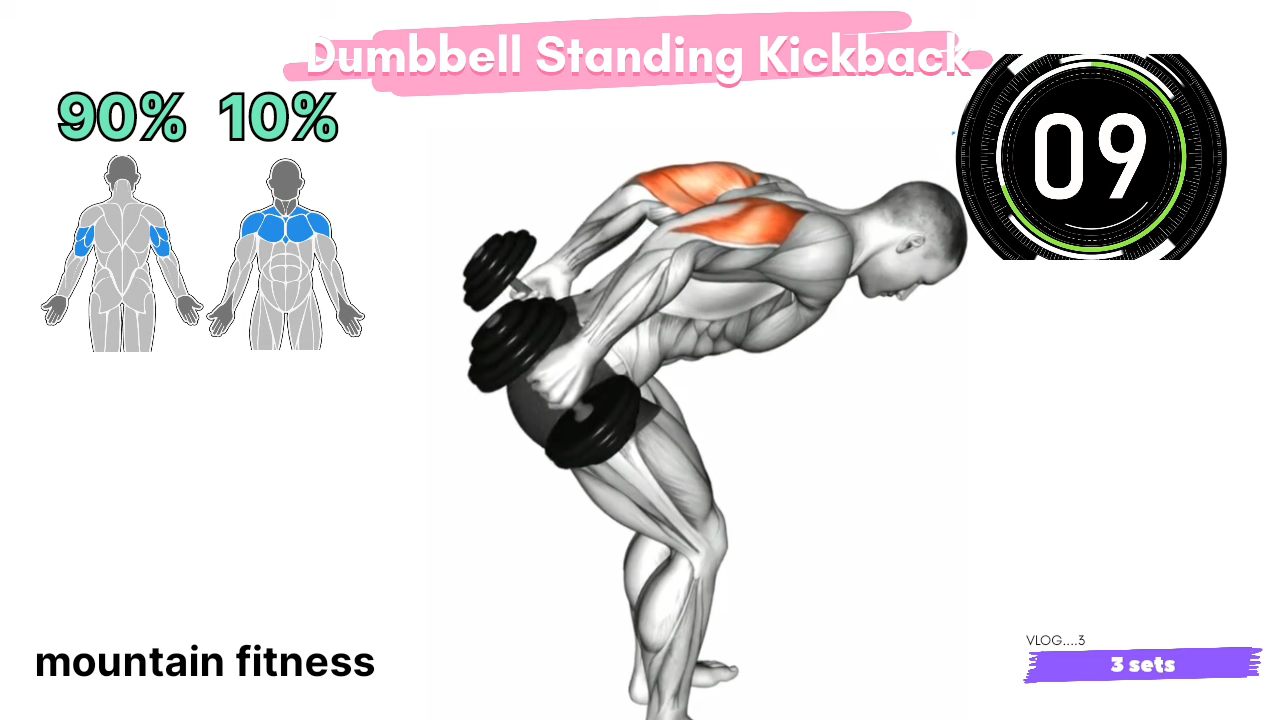 Dumbbell Standing Kickback
90% 10%
09
mountain fitness
VLOG....3
3 sets